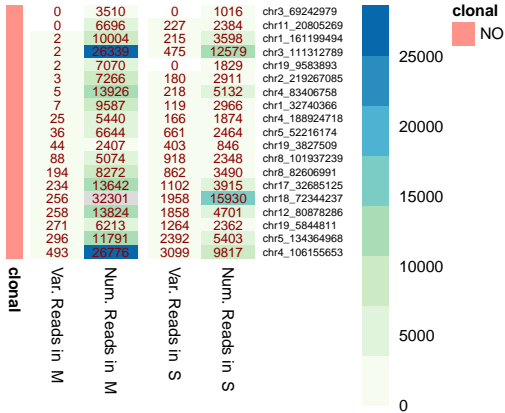 0 3510 0 1016 chr3_69242979
0 6696 227 2384 chr11_20805269
2 10004 215 3598 chr1_161199494
2 26339 475 12579 chr3_111312789
2 7070 0 1829 chr19_9583893
3 7266 180 2911 chr2_219267085
5 13926 218 5132 chr4_83406758
7 9587 119 2966 chr1_32740366
25 5440 166 1874 chr4_188924718
36 6644 661 2464 chr5_52216174
44 2407 403 846 chr19_3827509
88 5074 918 2348 chr8_101937239
194 8272 862 3490 chr8_82606991
234 13642 1102 3915 chr17_32685125
256 32301 1958 15930 chr18_72344237
258 13824 1858 4701 chr12_80878286
271 6213 1264 2362 chr19_5844811
296 11791 2392 5403 chr5_134364968
493 26776 3099 9817 chr4_106155653
clonal
Var. Reads in M
Num. Reads in M
Var. Reads in S
Num. Reads in S
25000
20000
15000
10000
5000
0
clonal
NO